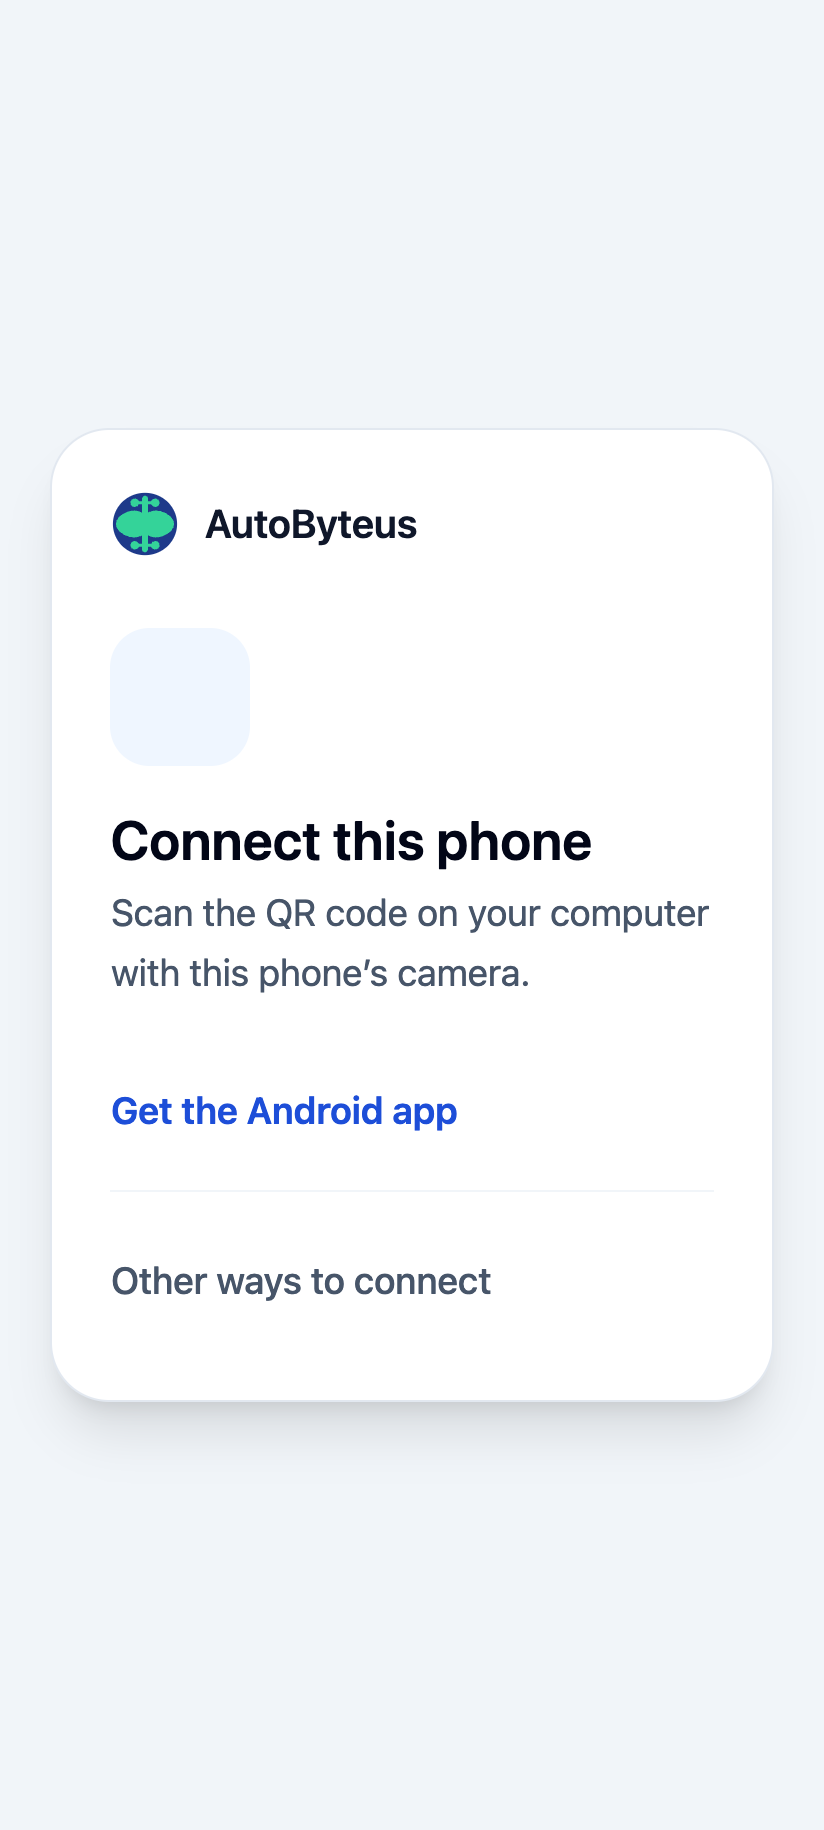 AutoByteus
Connect this phone
Scan the QR code on your computer
with this phone’s camera.
Get the Android app
Other ways to connect